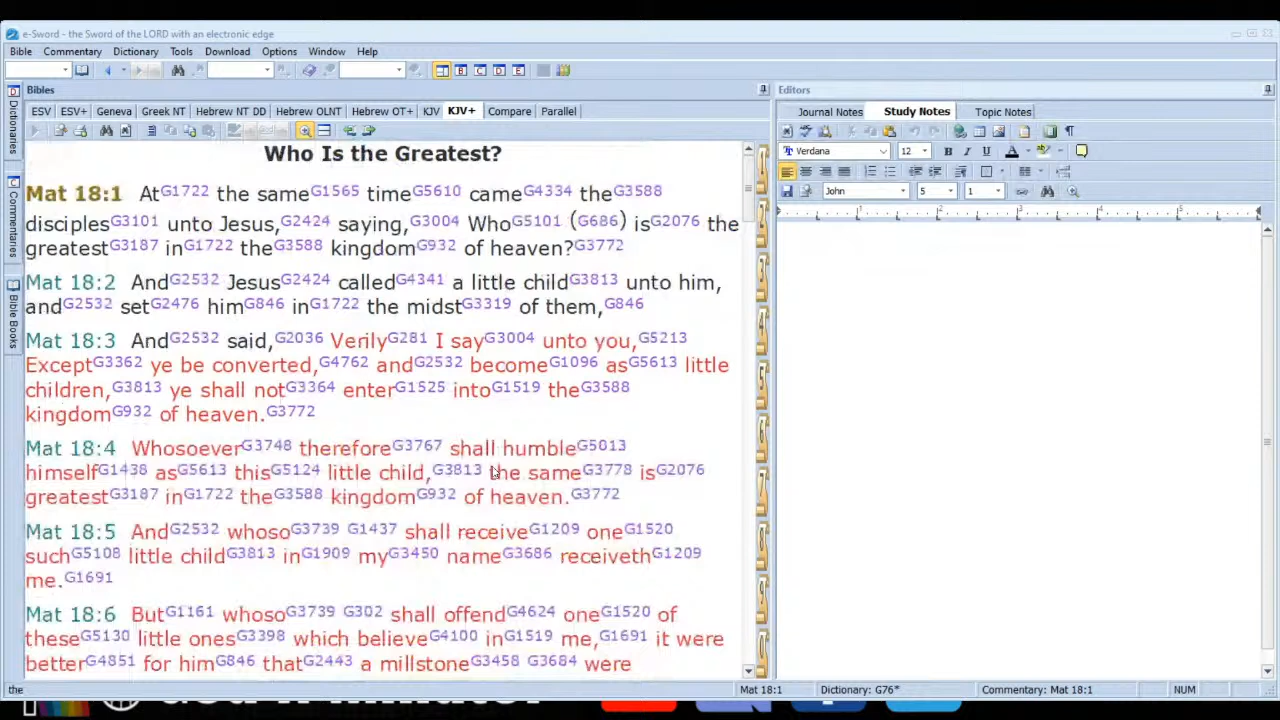 e-Sword - the Sword of the LORD with an electronic edge
Bible Commentary Dictionary Tools Download Options Window Help
B C D E
Bibles
Editors
ESV ESV+ Geneva Greek NT Hebrew NT DD Hebrew OLNT Hebrew OT+ KJV KJV+ Compare Parallel
Journal Notes Study Notes Topic Notes
Verdana 12 B I U A
John 5 1
1 2 3 4 5
Dictionaries
Commentaries
Bible Books
Who Is the Greatest?
Mat 18:1 AtG1722 the sameG1565 timeG5610 cameG4334 theG3588
disciplesG3101 unto Jesus,G2424 saying,G3004 WhoG5101 (G686) isG2076 the
greatestG3187 inG1722 theG3588 kingdomG932 of heaven?G3772
Mat 18:2 AndG2532 JesusG2424 calledG4341 a little childG3813 unto him,
andG2532 setG2476 himG846 inG1722 the midstG3319 of them,G846
Mat 18:3 AndG2532 said,G2036 VerilyG281 I sayG3004 unto you,G5213
ExceptG3362 ye be converted,G4762 andG2532 becomeG1096 asG5613 little
children,G3813 ye shall notG3364 enterG1525 intoG1519 theG3588
kingdomG932 of heaven.G3772
Mat 18:4 WhosoeverG3748 thereforeG3767 shall humbleG5013
himselfG1438 asG5613 thisG5124 little child,G3813 the sameG3778 isG2076
greatestG3187 inG1722 theG3588 kingdomG932 of heaven.G3772
Mat 18:5 AndG2532 whosoG3739 G1437 shall receiveG1209 oneG1520
suchG5108 little childG3813 inG1909 myG3450 nameG3686 receivethG1209
me.G1691
Mat 18:6 ButG1161 whosoG3739 G302 shall offendG4624 oneG1520 of
theseG5130 little onesG3398 which believeG4100 inG1519 me,G1691 it were
betterG4851 for himG846 thatG2443 a millstoneG3458 G3684 were
the
Mat 18:1 Dictionary: G76* Commentary: Mat 18:1 NUM